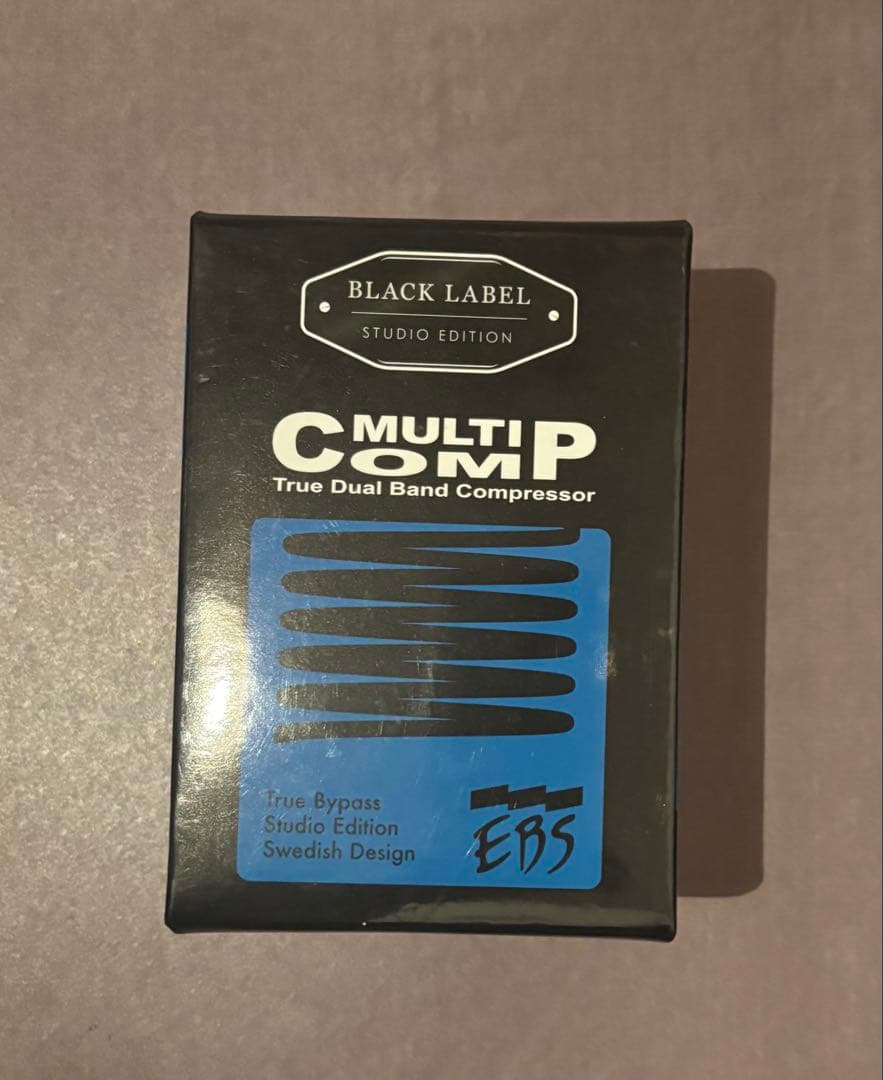 BLACK LABEL
STUDIO EDITION
MULTI
COMP
True Dual Band Compressor
True Bypass
Studio Edition
Swedish Design
EBS